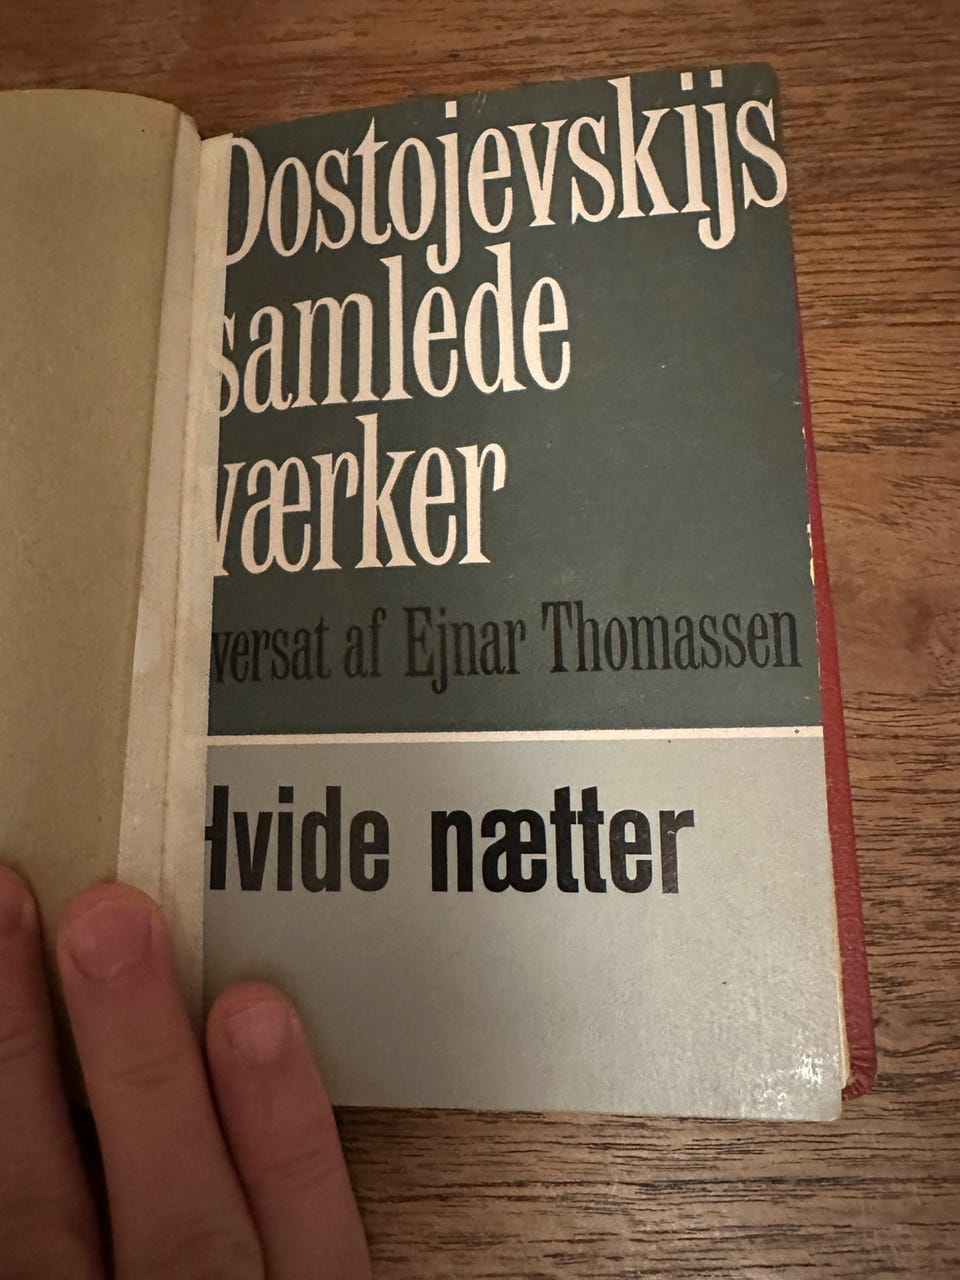 Dostojevskijs
samlede
værker
versat af Ejnar Thomassen
Hvide nætter